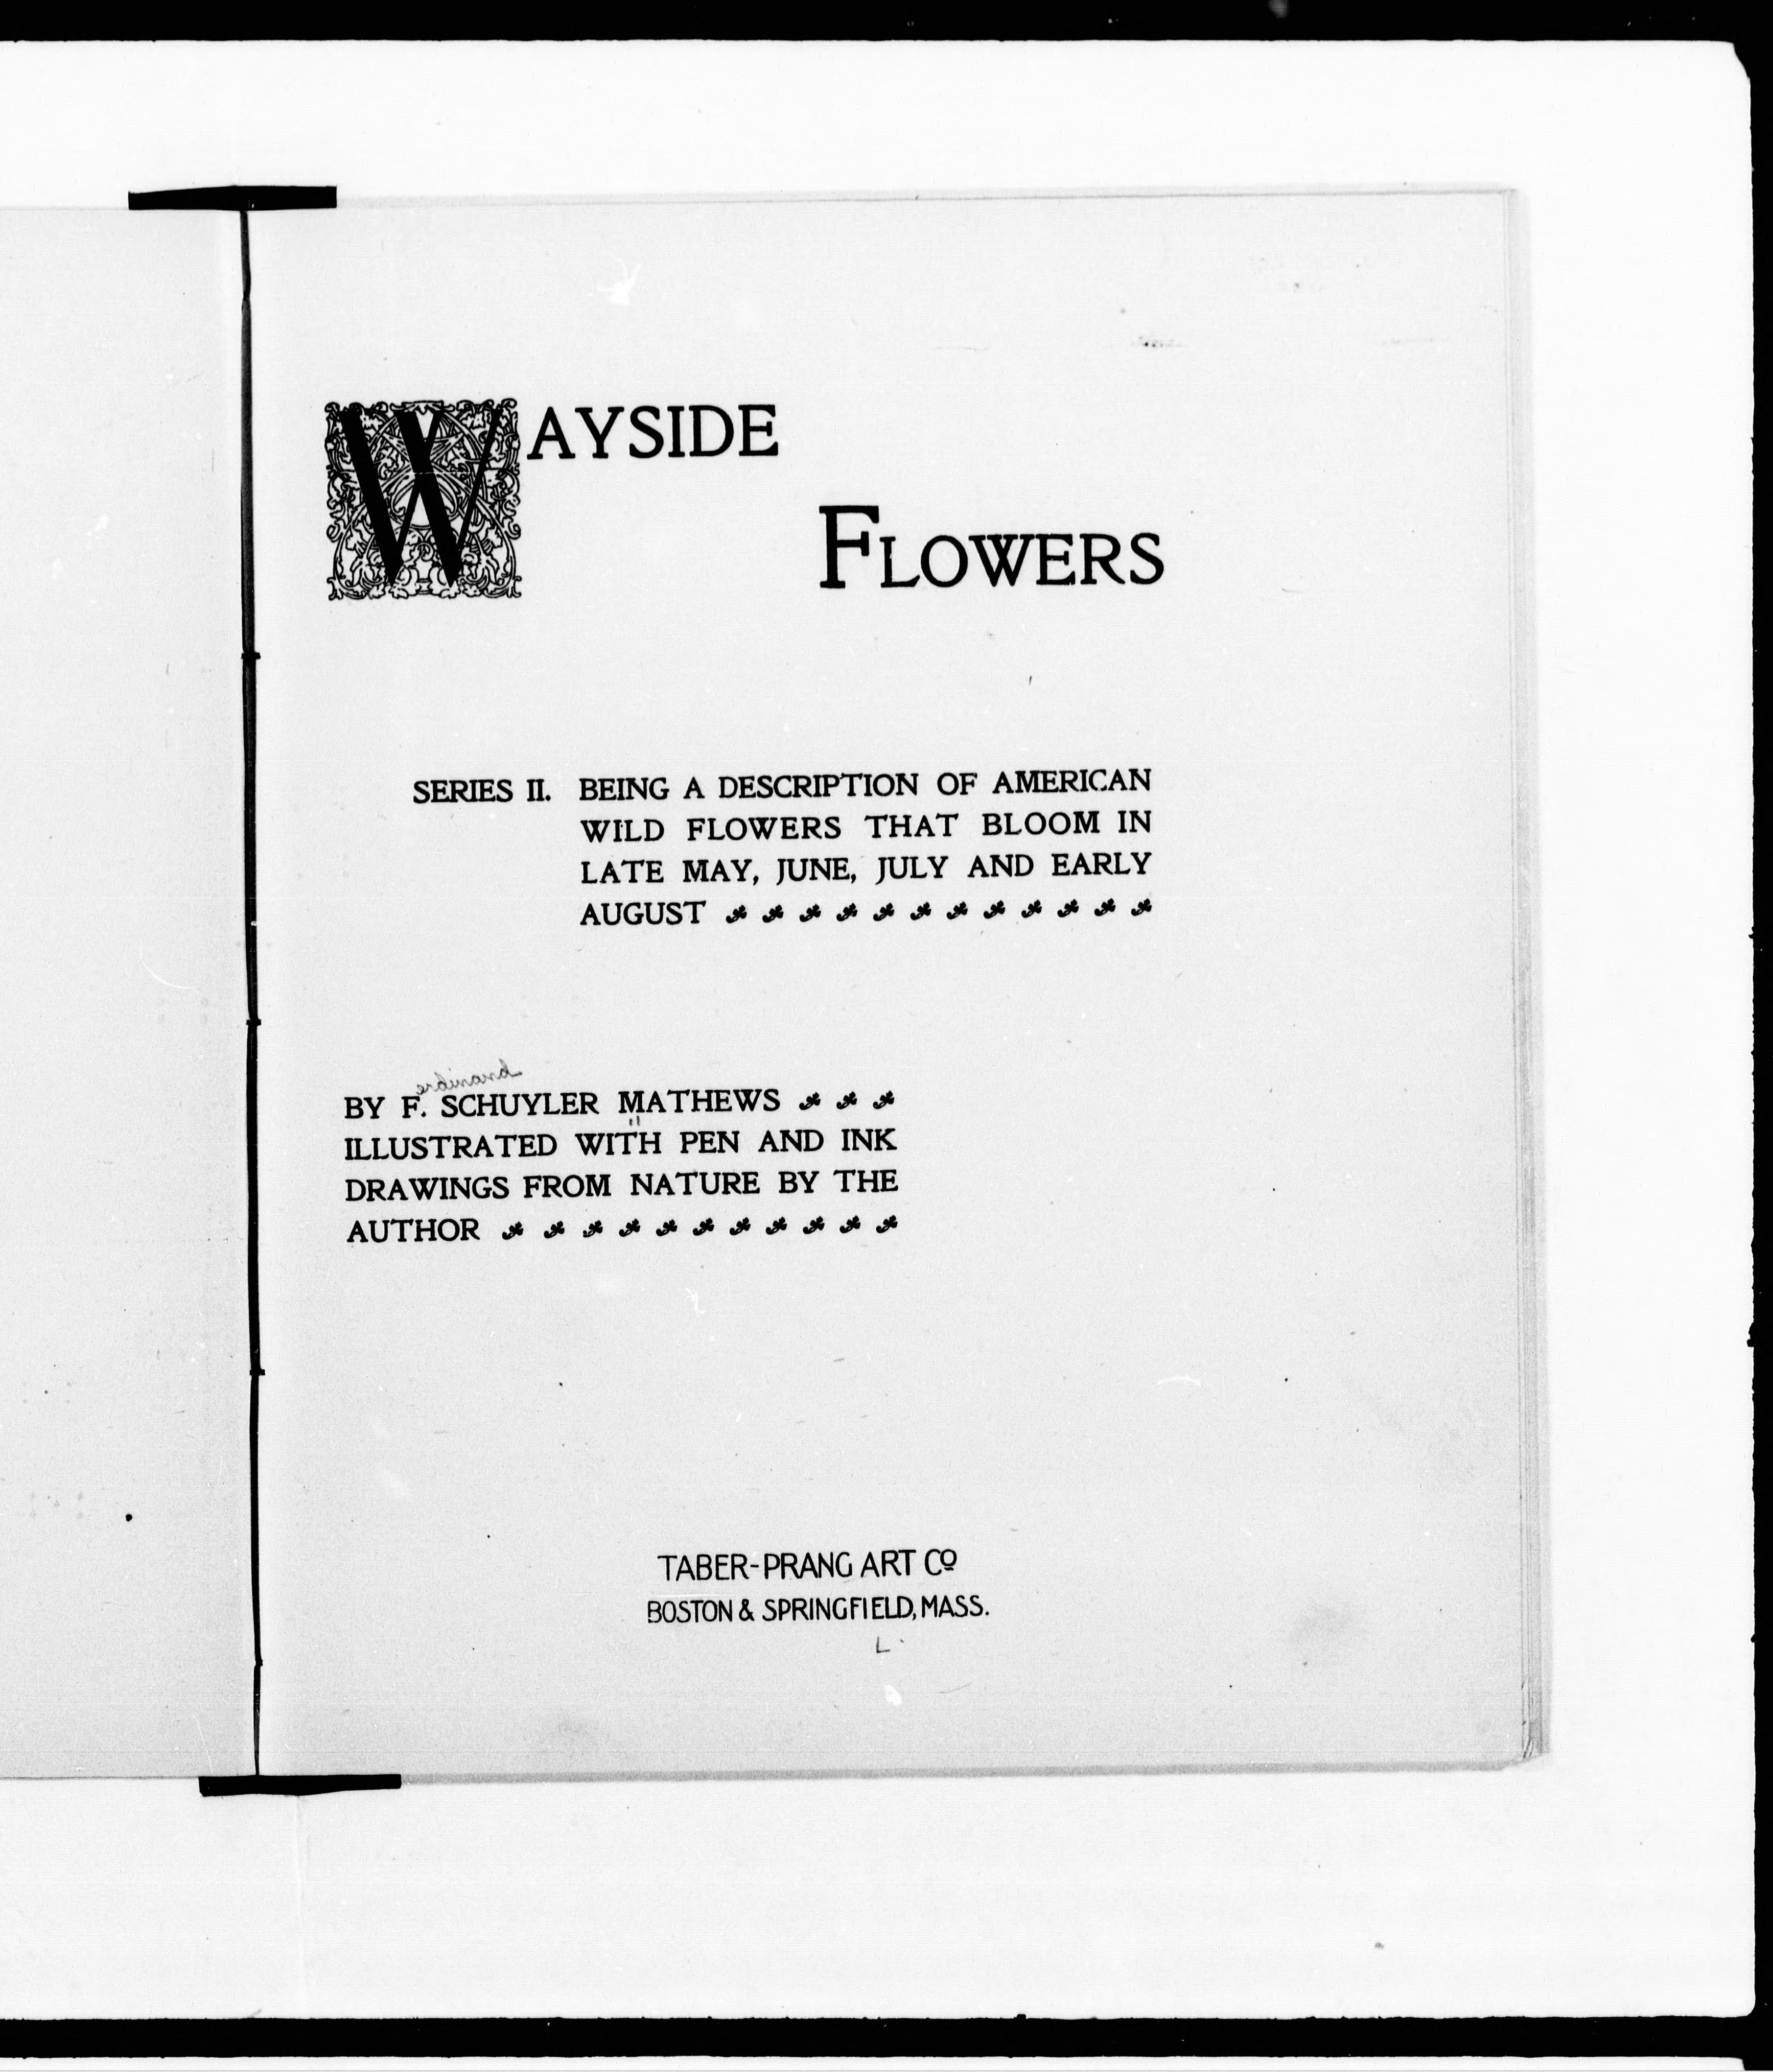 WAYSIDE
FLOWERS
SERIES II. BEING A DESCRIPTION OF AMERICAN
WILD FLOWERS THAT BLOOM IN
LATE MAY, JUNE, JULY AND EARLY
AUGUST
BY F. SCHUYLER MATHEWS
ILLUSTRATED WITH PEN AND INK
DRAWINGS FROM NATURE BY THE
AUTHOR
TABER-PRANG ART CO
BOSTON & SPRINGFIELD, MASS.
L.